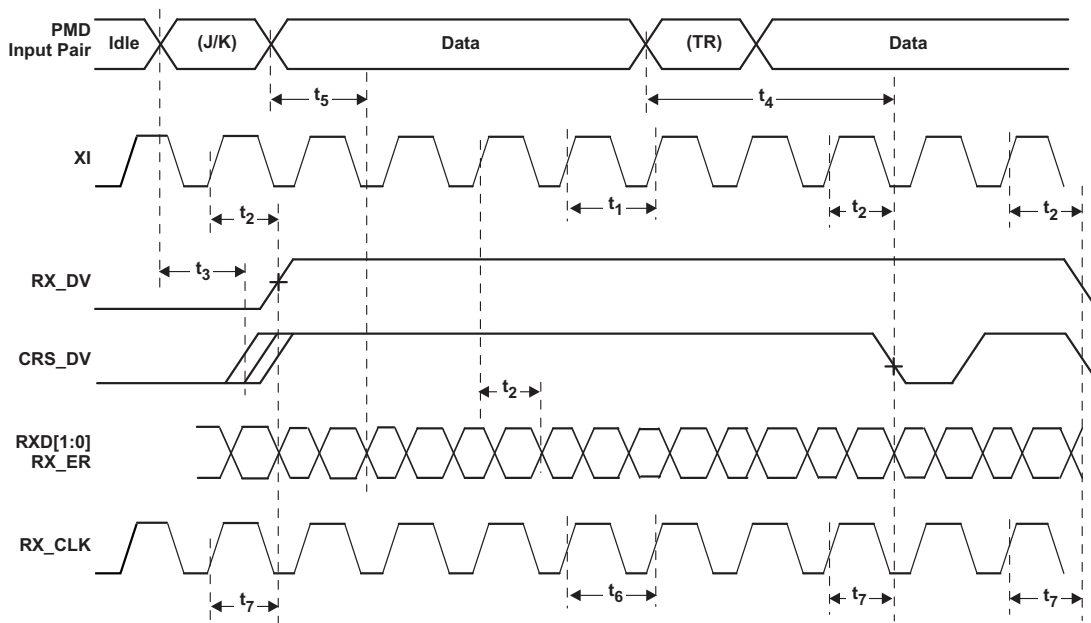 PMD
Input Pair
Idle
(J/K)
Data
(TR)
Data
t5
t4
XI
t2
t1
t2
t2
t3
RX_DV
CRS_DV
t2
RXD[1:0]
RX_ER
RX_CLK
t7
t6
t7
t7